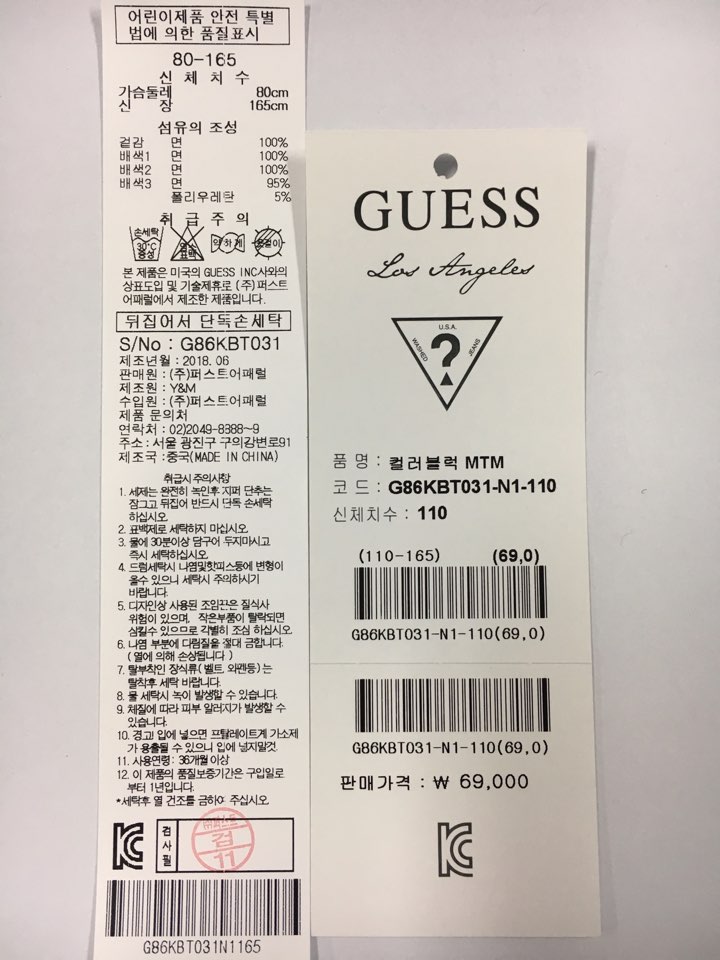 어린이제품 안전 특별
법에 의한 품질표시
80-165
신 체 치 수
가슴둘레 80cm
신 장 165cm
섬유의 조성
겉감 면 100%
배색1 면 100%
배색2 면 100%
배색3 면 95%
폴리우레탄 5%
취 급 주 의
손세탁 30°C 중성
염소 표백
약하게
본 제품은 미국의 GUESS INC사와의
상표도입 및 기술제휴로 (주)퍼스트
어패럴에서 제조한 제품입니다.
뒤집어서 단독손세탁
S/No : G86KBT031
제조년월 : 2018.06
판매원 : (주)퍼스트어패럴
제조원 : Y&M
수입원 : (주)퍼스트어패럴
제품 문의처
연락처 : 02)2049-8388~9
주소 : 서울 광진구 구의강변로91
제조국 :중국(MADE IN CHINA)
취급시 주의사항
1. 세제는 완전히 녹인후 지퍼 단추는
잠그고 뒤집어 반드시 단독 손세탁
하십시오.
2. 표백제로 세탁하지 마십시오.
3. 물에 30분이상 담구어 두지마시고
즉시 세탁하십시오.
4. 드럼세탁시 나염및핫피스등에 변형이
올수 있으니 세탁시 주의하시기
바랍니다.
5. 디자인상 사용된 조임끈은 질식사
위험이 있으며, 작은부품이 탈락되면
삼킬수 있으므로 각별히 조심 하십시오.
6. 나염 부분에 다림질을 절대 금합니다.
(열에 의해 손상됩니다)
7. 탈부착인 장식류(벨트, 와펜등)는
탈착후 세탁 바랍니다.
8. 물 세탁시 녹이 발생할 수 있습니다.
9. 체질에 따라 피부 알러지가 발생할 수
있습니다.
10. 경고! 입에 넣으면 프탈레이트계 가소제
가 용출될 수 있으니 입에 넣지말것.
11. 사용연령: 36개월 이상
12. 이 제품의 품질보증기간은 구입일로
부터 1년입니다.
*세탁후 열 건조를 금하여 주십시오.
검사필
검
11
G86KBT031N1165
GUESS
Los Angeles
U.S.A.
WASHED
JEANS
?
품 명 : 컬러블럭 MTM
코 드 : G86KBT031-N1-110
신체치수 : 110
(110-165) (69,0)
G86KBT031-N1-110(69,0)
G86KBT031-N1-110(69,0)
판매가격 : ₩ 69,000